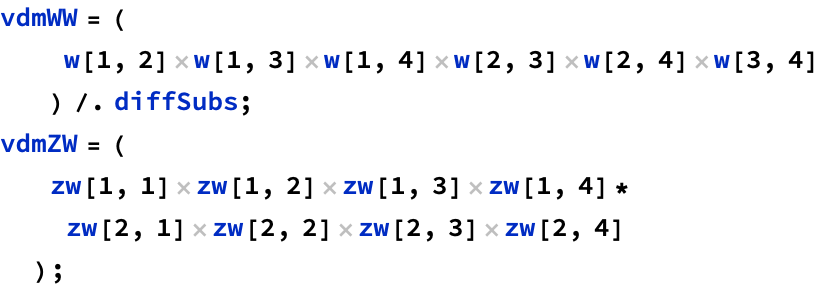 vdmWW = (
w[1, 2] × w[1, 3] × w[1, 4] × w[2, 3] × w[2, 4] × w[3, 4]
) /. diffSubs;
vdmZW = (
zw[1, 1] × zw[1, 2] × zw[1, 3] × zw[1, 4] *
zw[2, 1] × zw[2, 2] × zw[2, 3] × zw[2, 4]
);